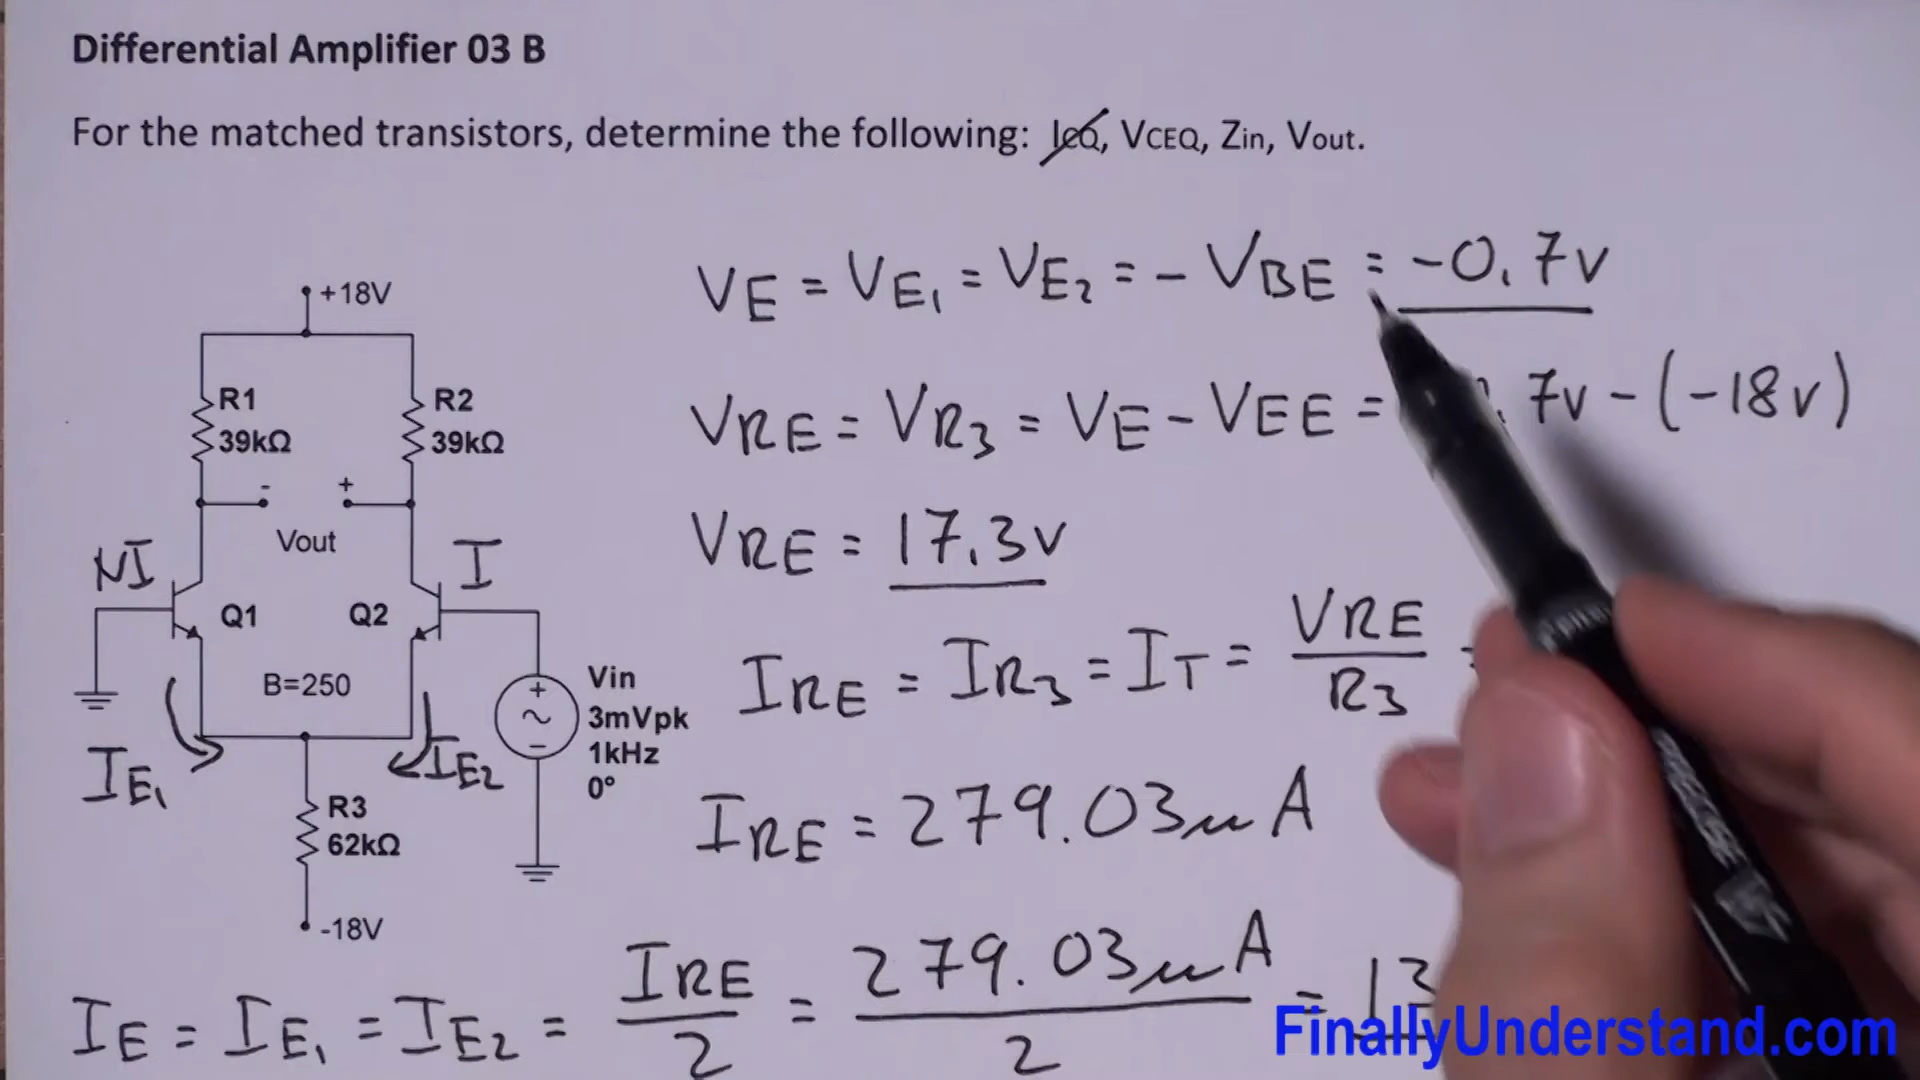 Differential Amplifier 03 B
For the matched transistors, determine the following: ICQ, VCEQ, Zin, Vout.
VE = VE1 = VE2 = - VBE = -0.7v
+18V
R1
39kΩ
R2
39kΩ
VRE = VR3 = VE - VEE = .7v - (-18v)
- +
Vout
VRE = 17.3v
NI
I
Q1
Q2
B=250
IRE = IR3 = IT = VRE / R3
Vin
+
3mVpk
1kHz
0°
−
IE1
IE2
IRE = 279.03μA
R3
62kΩ
-18V
IE = IE1 = IE2 = IRE / 2 = 279.03μA / 2 = 13
FinallyUnderstand.com